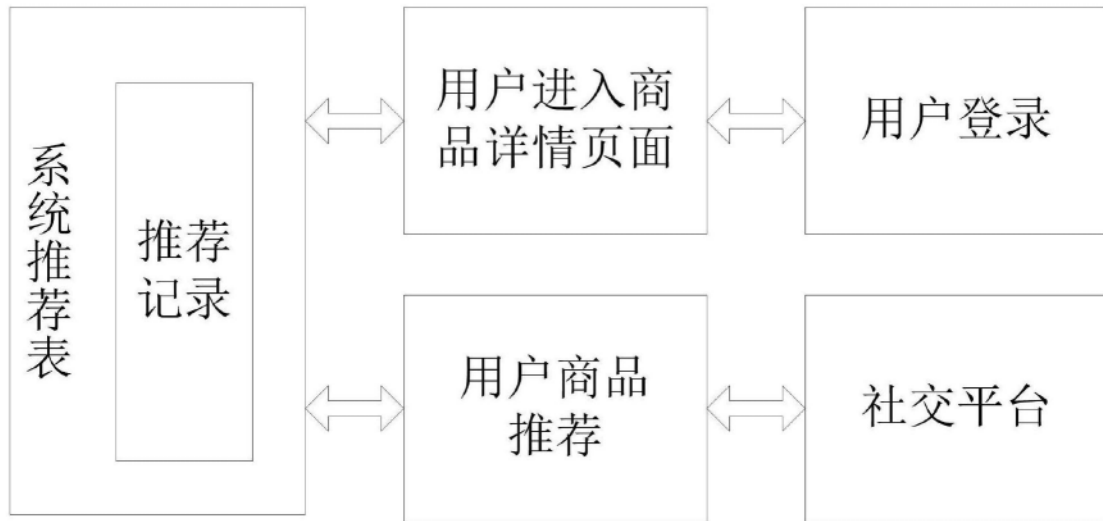 系统推荐表
推荐
记录
用户进入商
品详情页面
用户登录
用户商品
推荐
社交平台